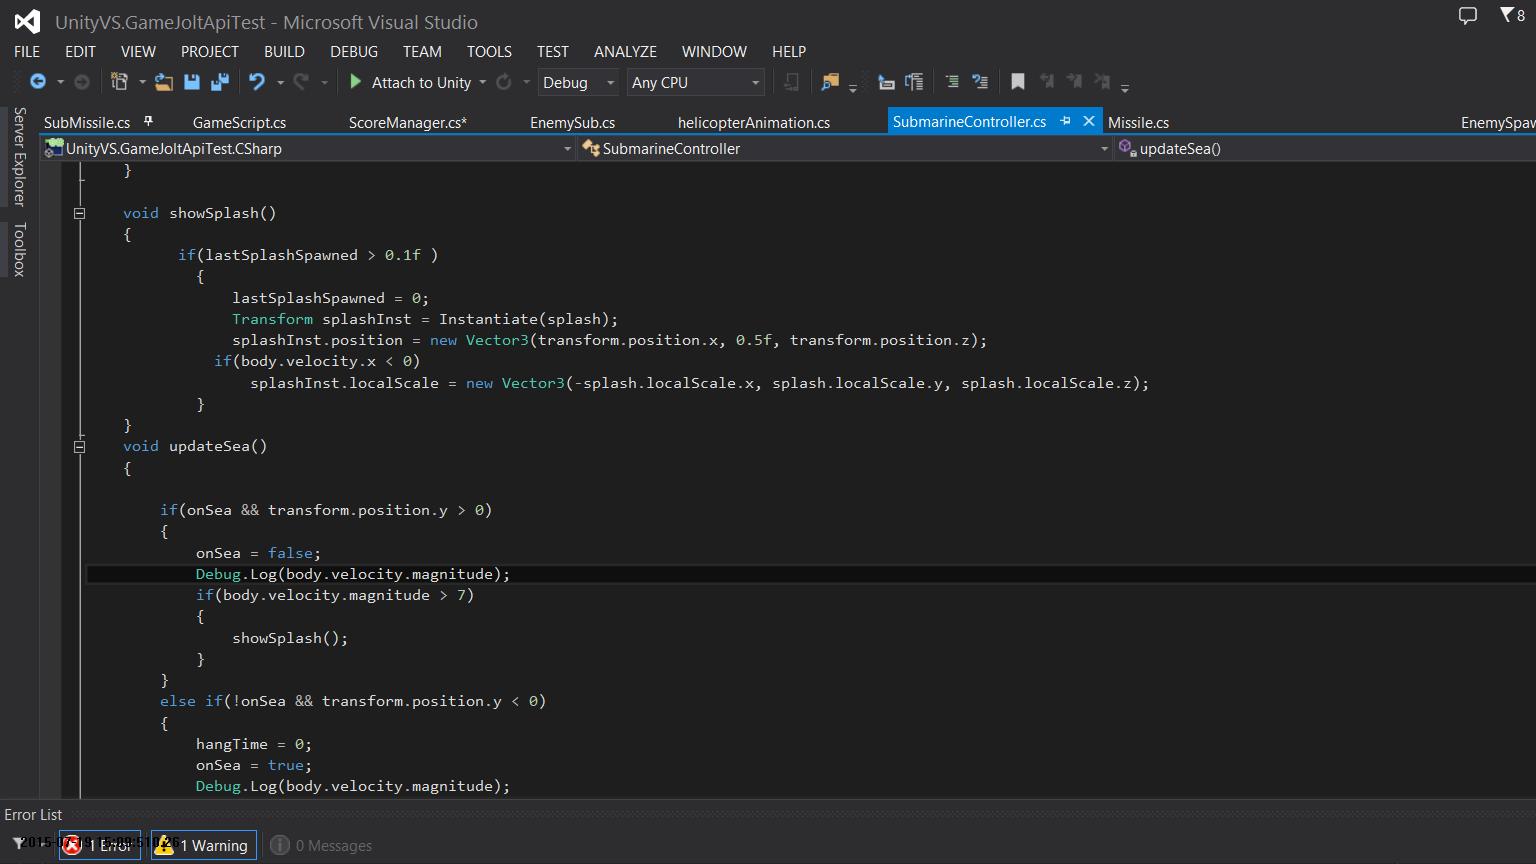 UnityVS.GameJoltApiTest - Microsoft Visual Studio
8
FILE EDIT VIEW PROJECT BUILD DEBUG TEAM TOOLS TEST ANALYZE WINDOW HELP
Attach to Unity Debug Any CPU
Server Explorer
Toolbox
SubMissile.cs GameScript.cs ScoreManager.cs* EnemySub.cs helicopterAnimation.cs SubmarineController.cs Missile.cs EnemySpaw
UnityVS.GameJoltApiTest.CSharp SubmarineController updateSea()
}
void showSplash()
{
if(lastSplashSpawned > 0.1f )
{
lastSplashSpawned = 0;
Transform splashInst = Instantiate(splash);
splashInst.position = new Vector3(transform.position.x, 0.5f, transform.position.z);
if(body.velocity.x < 0)
splashInst.localScale = new Vector3(-splash.localScale.x, splash.localScale.y, splash.localScale.z);
}
}
void updateSea()
{
if(onSea && transform.position.y > 0)
{
onSea = false;
Debug.Log(body.velocity.magnitude);
if(body.velocity.magnitude > 7)
{
showSplash();
}
}
else if(!onSea && transform.position.y < 0)
{
hangTime = 0;
onSea = true;
Debug.Log(body.velocity.magnitude);
Error List
1 Error 1 Warning 0 Messages